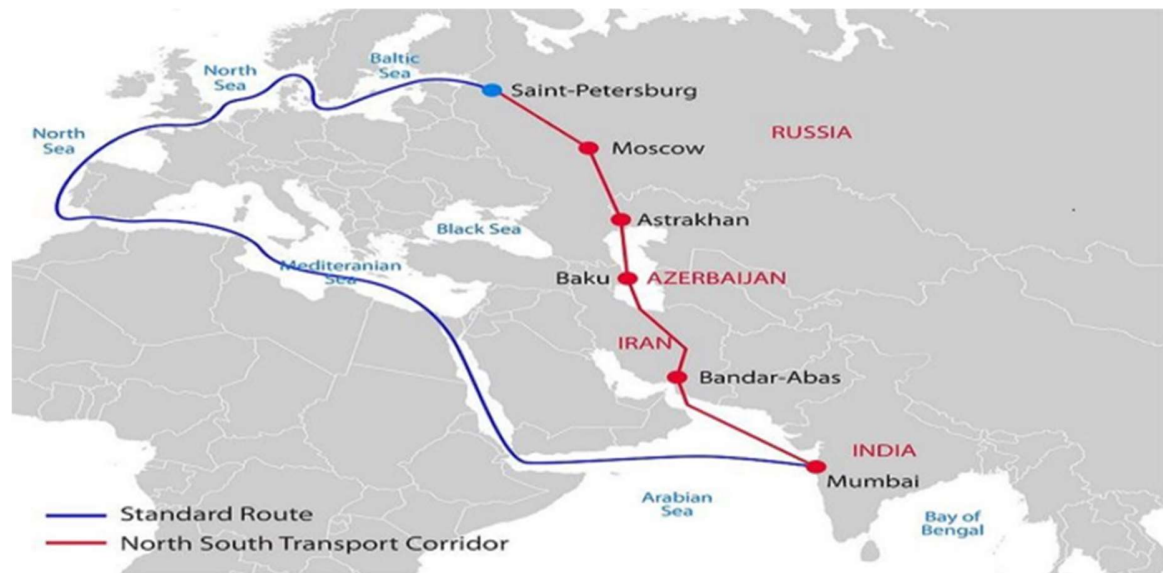 Baltic
Sea
North
Sea
Saint-Petersburg
North
Sea
RUSSIA
Moscow
Astrakhan
Black Sea
Mediteranian
Sea
Baku
AZERBAIJAN
IRAN
Bandar-Abas
INDIA
Mumbai
Arabian
Sea
Bay of
Bengal
Standard Route
North South Transport Corridor